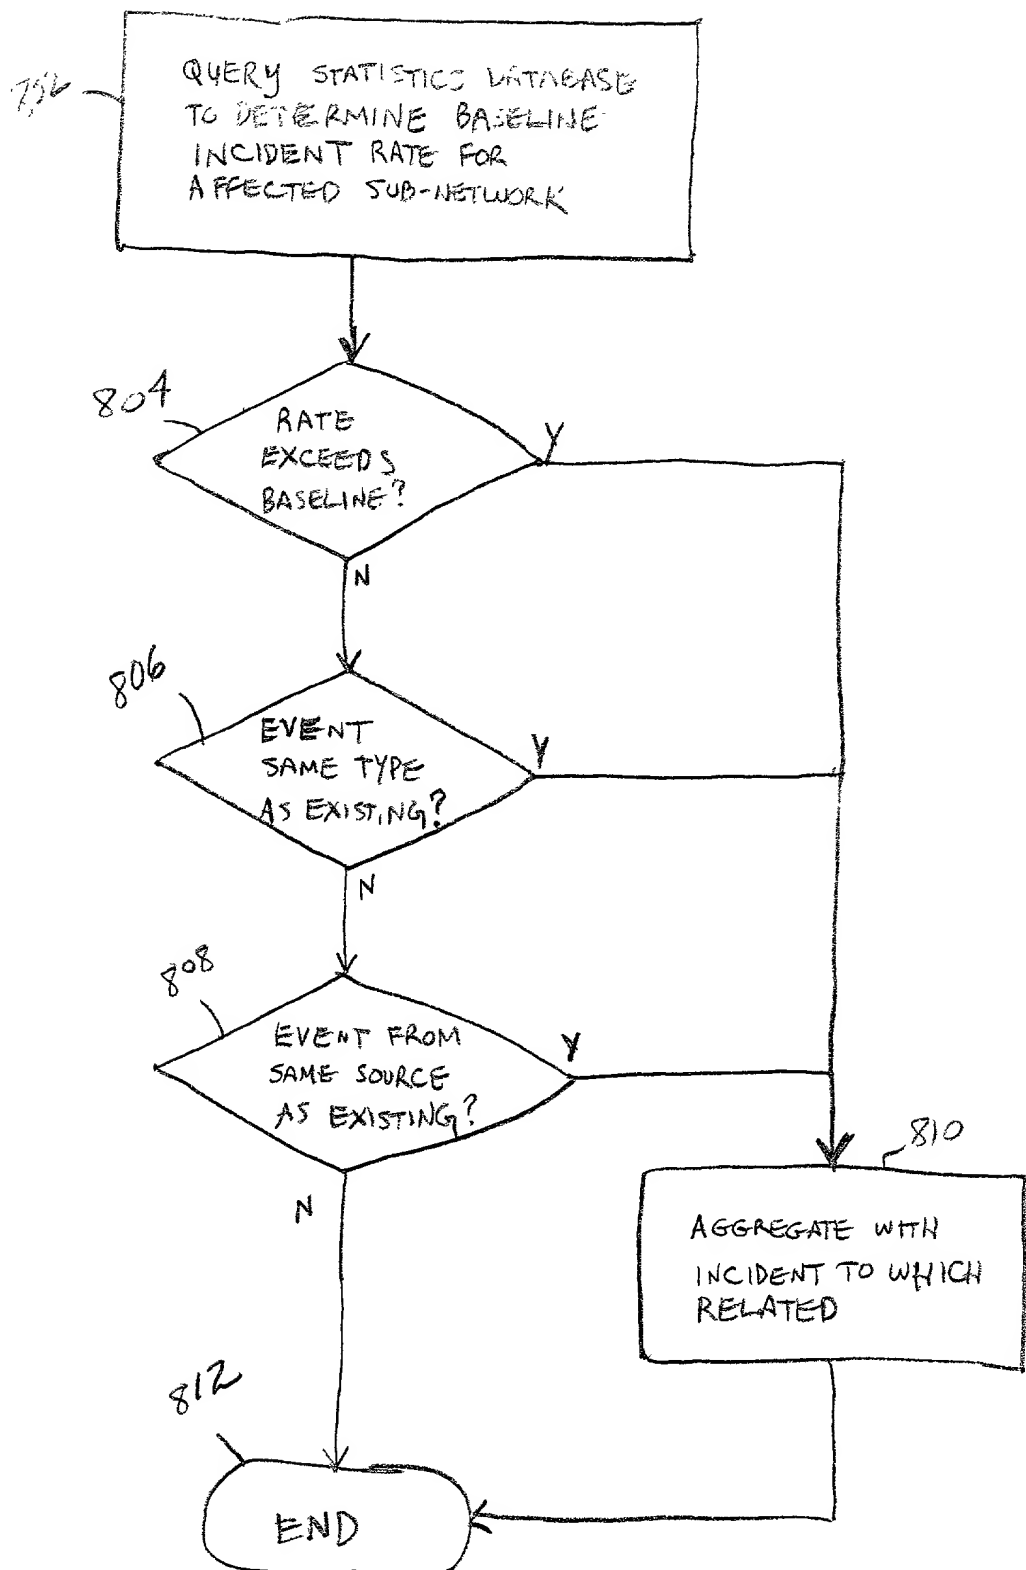 QUERY STATISTICS DATABASE
TO DETERMINE BASELINE
INCIDENT RATE FOR
AFFECTED SUB-NETWORK
804
RATE
EXCEEDS
BASELINE?
Y
N
806
EVENT
SAME TYPE
AS EXISTING?
Y
N
808
EVENT FROM
SAME SOURCE
AS EXISTING?
Y
N
810
AGGREGATE WITH
INCIDENT TO WHICH
RELATED
812
END